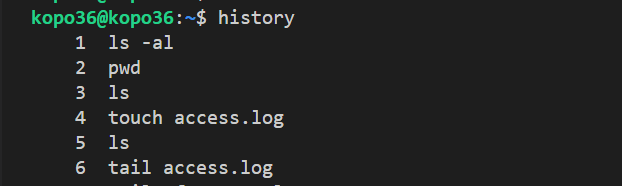 kopo36@kopo36:~$ history
1 ls -al
2 pwd
3 ls
4 touch access.log
5 ls
6 tail access.log